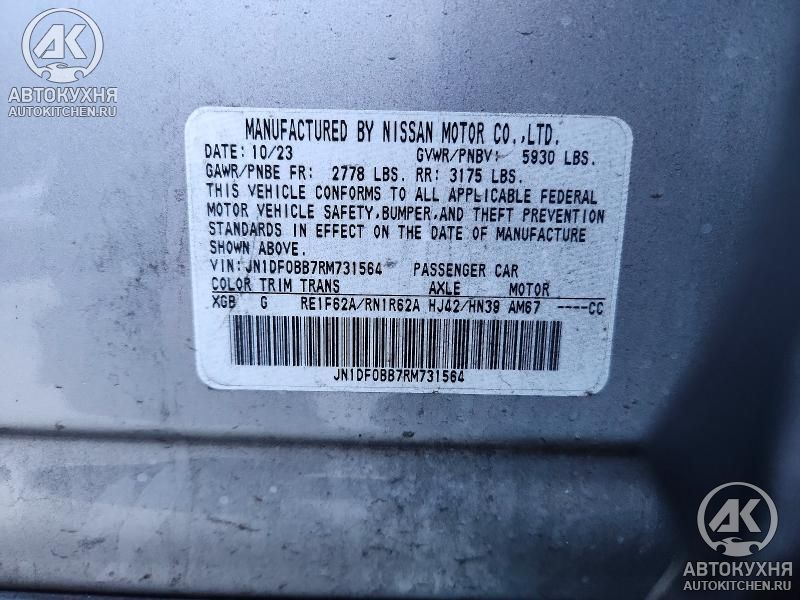 АК
АВТОКУХНЯ
AUTOKITCHEN.RU
MANUFACTURED BY NISSAN MOTOR CO.,LTD.
DATE: 10/23 GVWR/PNBV: 5930 LBS.
GAWR/PNBE FR: 2778 LBS. RR: 3175 LBS.
THIS VEHICLE CONFORMS TO ALL APPLICABLE FEDERAL
MOTOR VEHICLE SAFETY,BUMPER,AND THEFT PREVENTION
STANDARDS IN EFFECT ON THE DATE OF MANUFACTURE
SHOWN ABOVE.
VIN:JN1DF0BB7RM731564 PASSENGER CAR
COLOR TRIM TRANS AXLE MOTOR
XGB G RE1F62A/RN1R62A HJ42/HN39 AM67 ----CC
JN1DF0BB7RM731564
АК
АВТОКУХНЯ
AUTOKITCHEN.RU